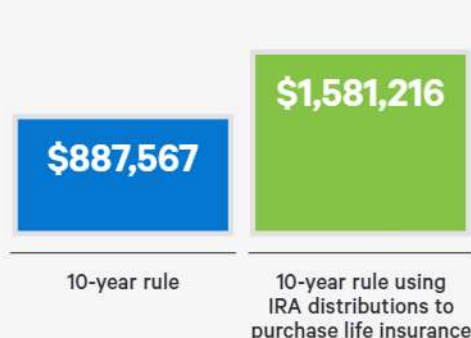 $887,567
$1,581,216
10-year rule
10-year rule using
IRA distributions to
purchase life insurance